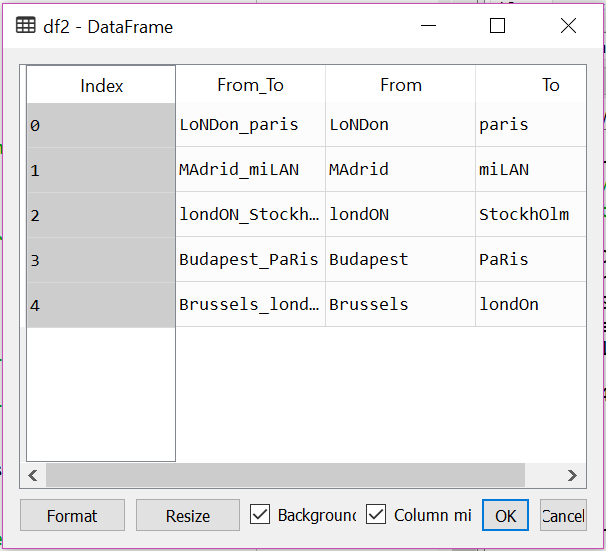 df2 - DataFrame
Index From_To From To
0 LoNDon_paris LoNDon paris
1 MAdrid_miLAN MAdrid miLAN
2 londON_Stockh... londON StockhOlm
3 Budapest_PaRis Budapest PaRis
4 Brussels_lond... Brussels londOn
Format Resize Background Column mi OK Cancel